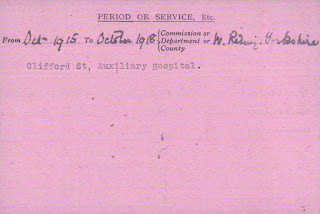 PERIOD OF SERVICE, Etc.
From Oct 1915 To October 1918 { Commission or Department or County W. Riding. Yorkshire
Clifford St, Auxiliary Hospital.